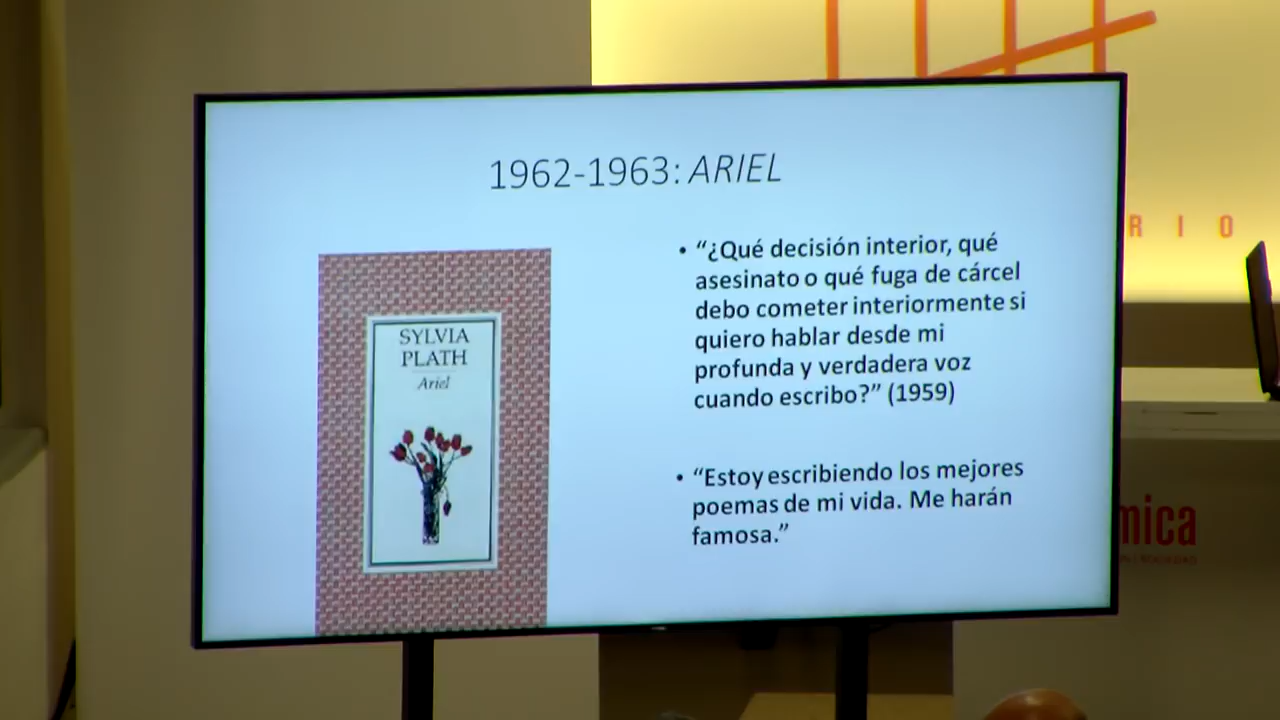 1962-1963: ARIEL
SYLVIA
PLATH
Ariel
• “¿Qué decisión interior, qué
asesinato o qué fuga de cárcel
debo cometer interiormente si
quiero hablar desde mi
profunda y verdadera voz
cuando escribo?” (1959)
• “Estoy escribiendo los mejores
poemas de mi vida. Me harán
famosa.”
RIO
mica